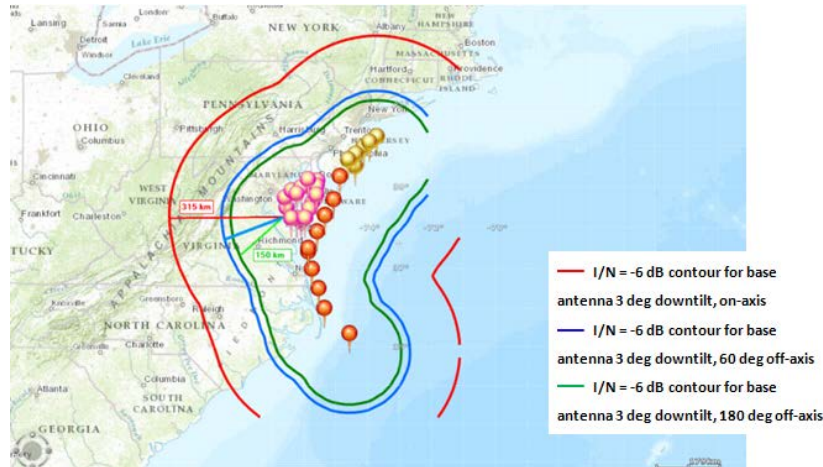 Lansing
London
NEW YORK
Albany
NEW
HAMPSHIRE
Detroit
Lake Erie
Boston
MASSACHUSETTS
Windsor
Cleveland
Hartford
Providence
CONNECTICUT
RHODE
ISLAND
PENNSYLVANIA
New York
OHIO
Pittsburgh
Harrisburg
Trenton
Columbus
Cincinnati
MARYLAND
WEST
VIRGINIA
Washington
Frankfort
Charleston
315 km
VIRGINIA
Richmond
150 km
APPALACHIAN MOUNTAINS
Greensboro
Raleigh
Knoxville
NORTH CAROLINA
Charlotte
Columbia
Atlanta
SOUTH
CAROLINA
GEORGIA
I/N = -6 dB contour for base
antenna 3 deg downtilt, on-axis
I/N = -6 dB contour for base
antenna 3 deg downtilt, 60 deg off-axis
I/N = -6 dB contour for base
antenna 3 deg downtilt, 180 deg off-axis